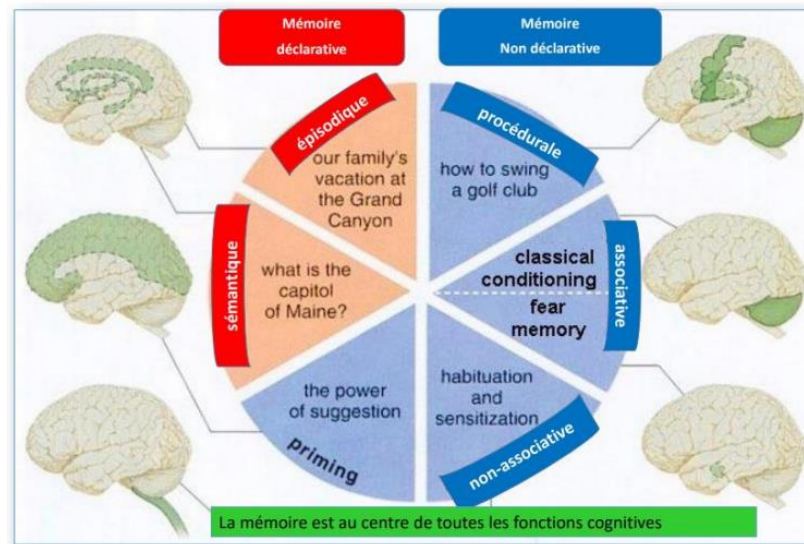 Mémoire
déclarative
Mémoire
Non déclarative
épisodique
our family's
vacation at
the Grand
Canyon
procédurale
how to swing
a golf club
sémantique
what is the
capitol
of Maine?
classical
conditioning
fear
memory
associative
the power
of suggestion
priming
habituation
and
sensitization
non-associative
La mémoire est au centre de toutes les fonctions cognitives